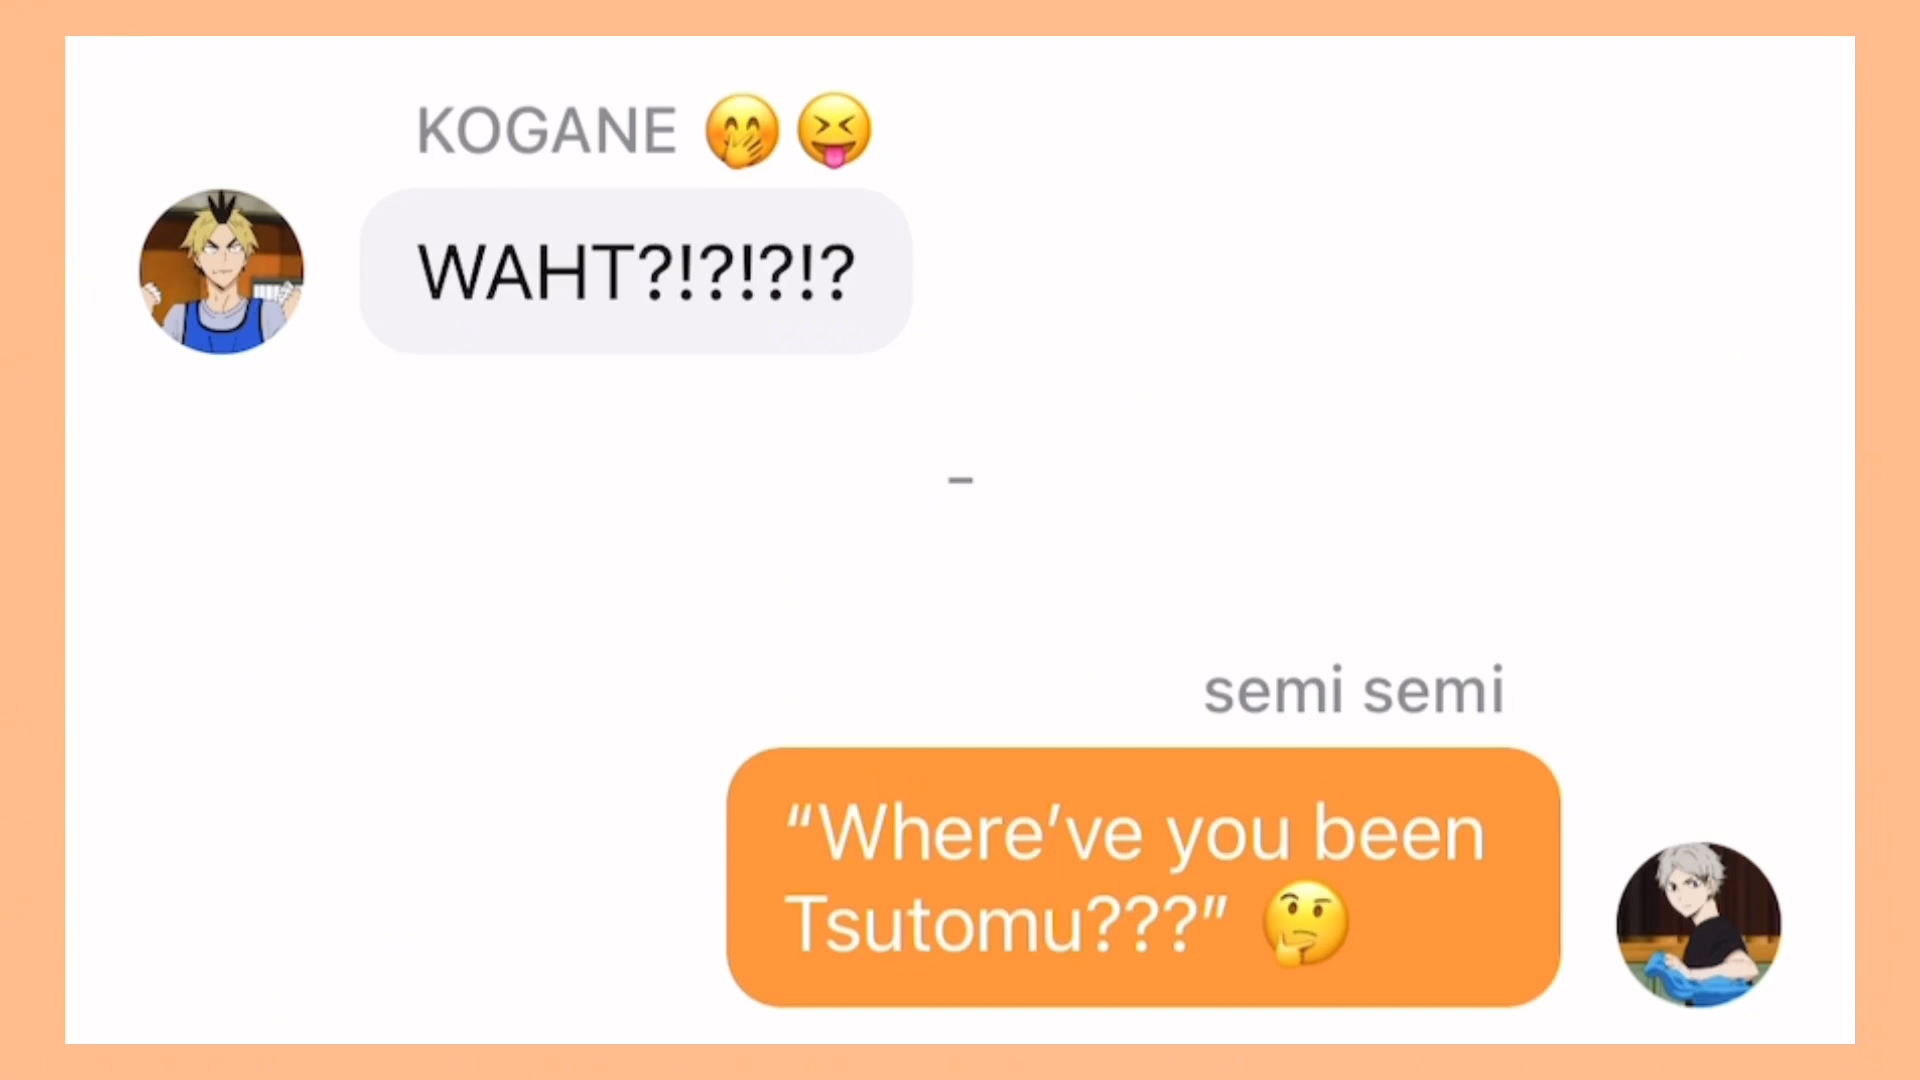 KOGANE 🤭😝
WAHT?!?!?!?
–
semi semi
“Where’ve you been
Tsutomu???” 🤔